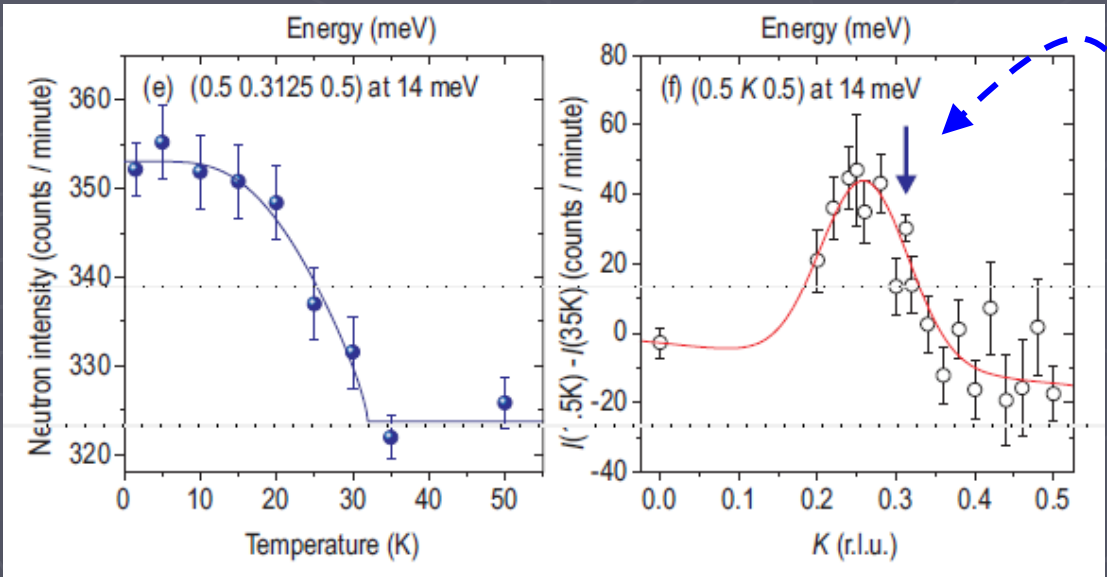 Energy (meV)
Energy (meV)
(e) (0.5 0.3125 0.5) at 14 meV
(f) (0.5 K 0.5) at 14 meV
Neutron intensity (counts / minute)
360
350
340
330
320
0 10 20 30 40 50
Temperature (K)
.5K) - I(35K) (counts / minute)
80
60
40
20
0
-20
-40
0.0 0.1 0.2 0.3 0.4 0.5
K (r.l.u.)